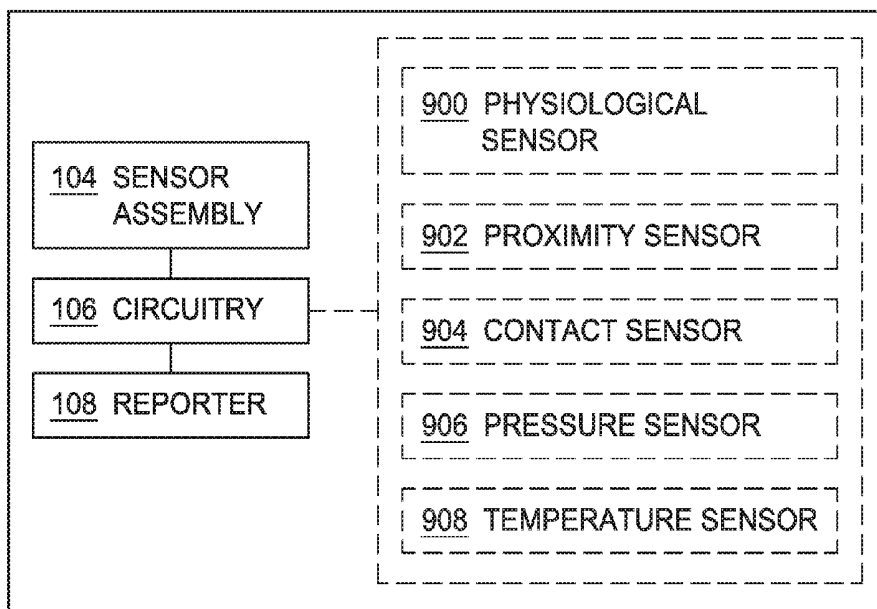 104 SENSOR
ASSEMBLY
106 CIRCUITRY
108 REPORTER
900 PHYSIOLOGICAL
SENSOR
902 PROXIMITY SENSOR
904 CONTACT SENSOR
906 PRESSURE SENSOR
908 TEMPERATURE SENSOR